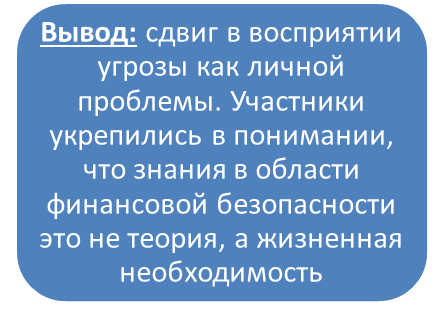 Вывод: сдвиг в восприятии
угрозы как личной
проблемы. Участники
укрепились в понимании,
что знания в области
финансовой безопасности
это не теория, а жизненная
необходимость